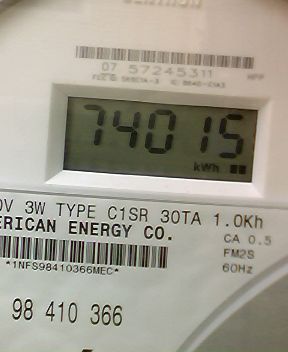 07 57245311
74015
kWh
0V 3W TYPE C1SR 30TA 1.0Kh
ERICAN ENERGY CO.
CA 0.5
FM2S
*1NFS98410366MEC*
60Hz
98 410 366